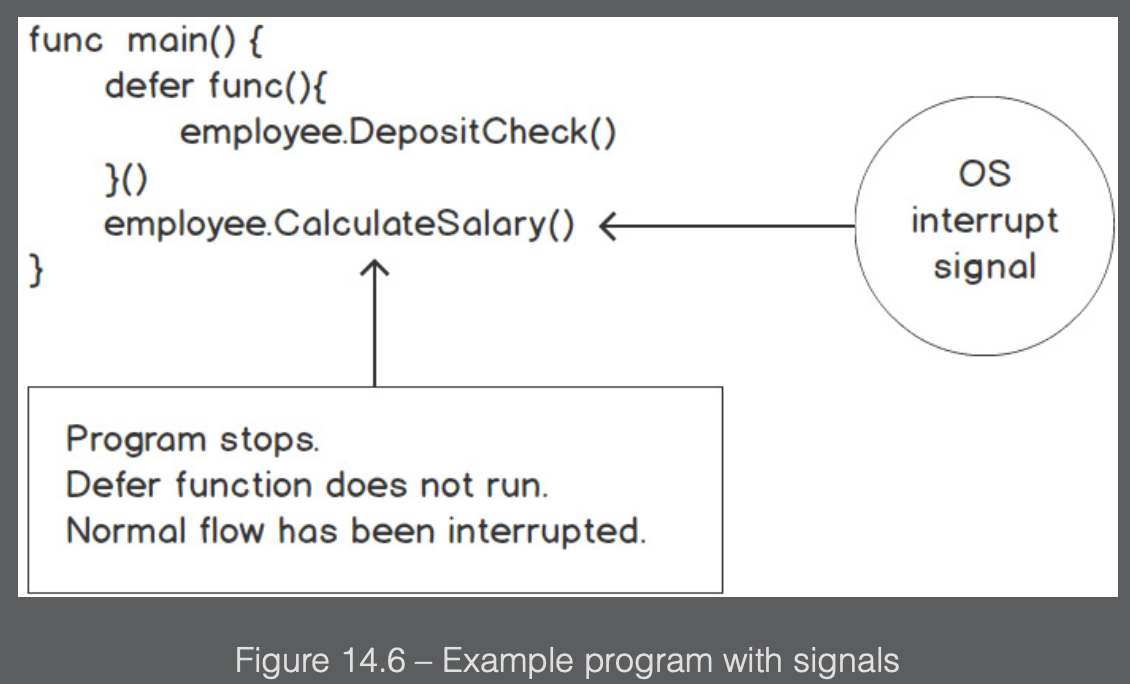 func main() {
defer func(){
employee.DepositCheck()
}()
employee.CalculateSalary()
}
OS
interrupt
signal
Program stops.
Defer function does not run.
Normal flow has been interrupted.
Figure 14.6 – Example program with signals